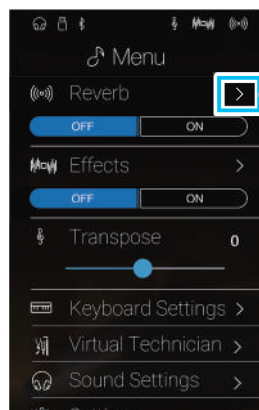 Menu
Reverb >
OFF ON
Effects >
OFF ON
Transpose 0
Keyboard Settings >
Virtual Technician >
Sound Settings >